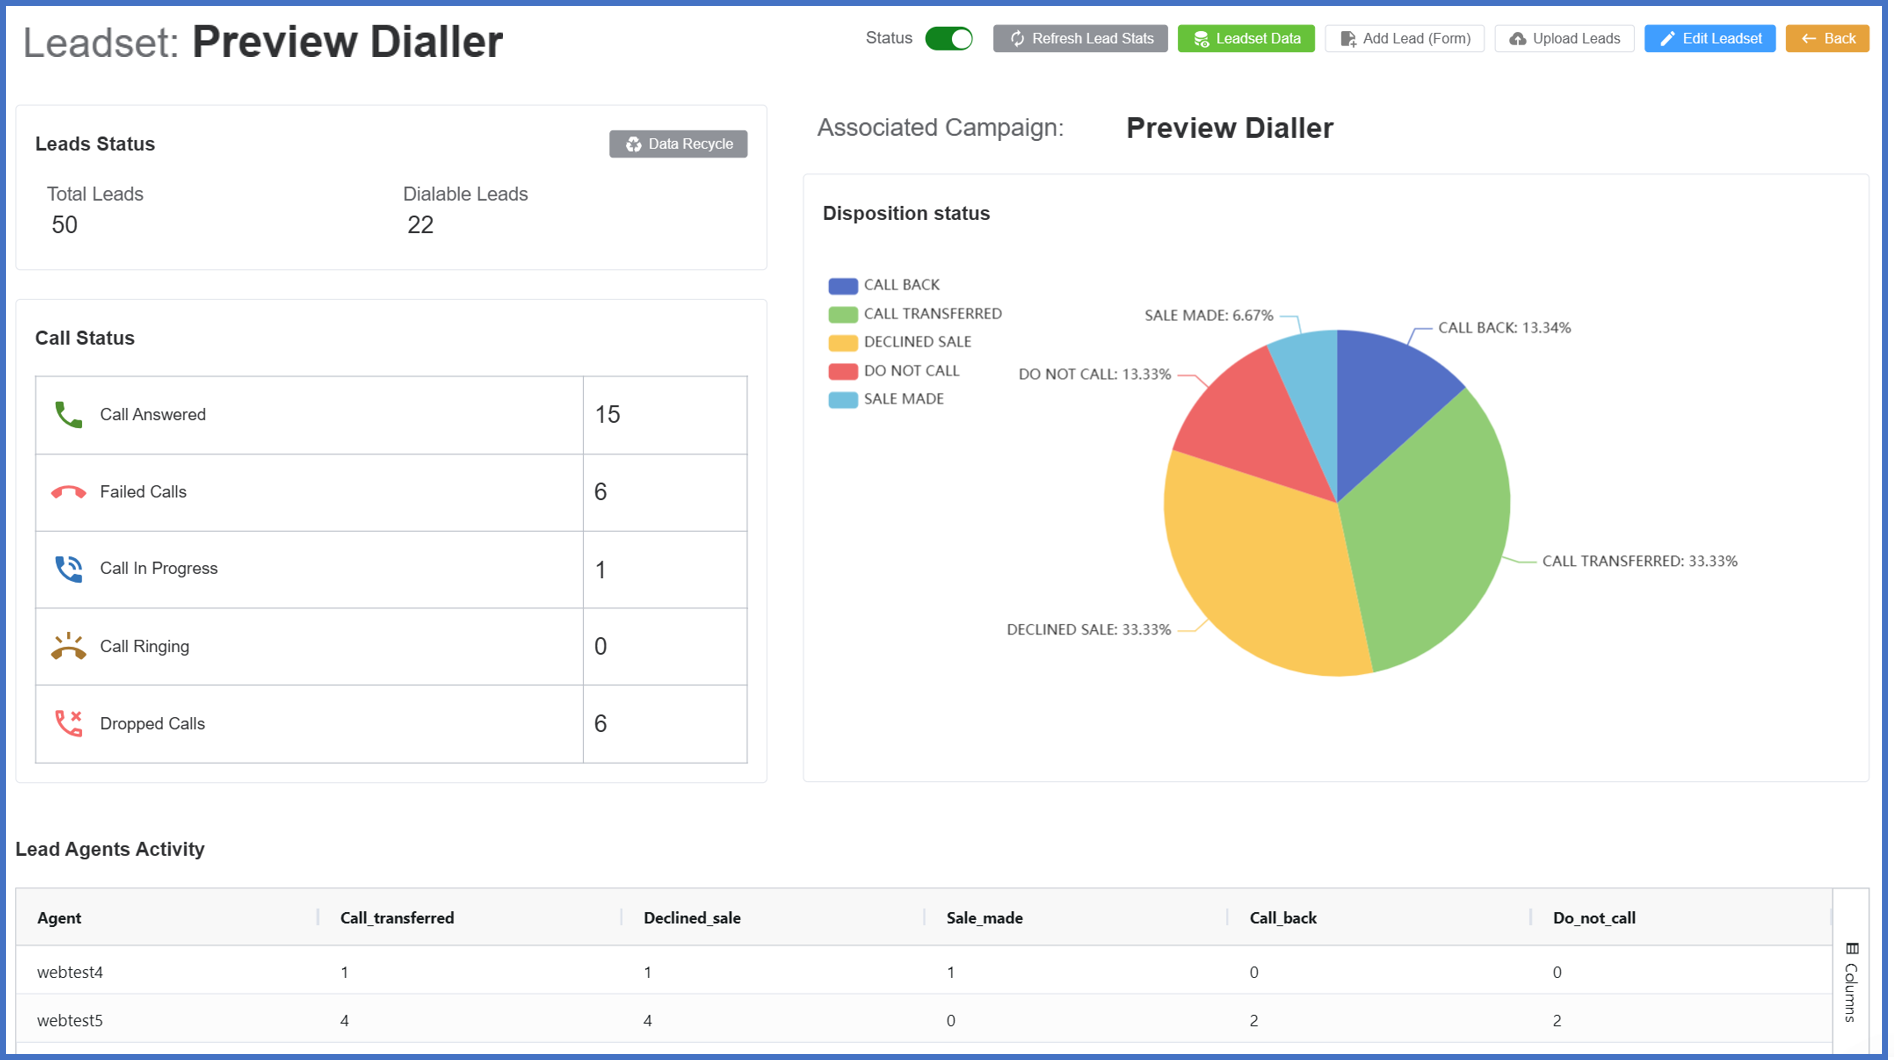 Leadset: Preview Dialler
Status Refresh Lead Stats Leadset Data Add Lead (Form) Upload Leads Edit Leadset Back
Leads Status Data Recycle
Total Leads Dialable Leads
50 22
Call Status
Call Answered 15
Failed Calls 6
Call In Progress 1
Call Ringing 0
Dropped Calls 6
Associated Campaign: Preview Dialler
Disposition status
CALL BACK
CALL TRANSFERRED
DECLINED SALE
DO NOT CALL
SALE MADE
SALE MADE: 6.67%
CALL BACK: 13.34%
DO NOT CALL: 13.33%
CALL TRANSFERRED: 33.33%
DECLINED SALE: 33.33%
Lead Agents Activity
Agent Call_transferred Declined_sale Sale_made Call_back Do_not_call
webtest4 1 1 1 0 0
webtest5 4 4 0 2 2
Columns